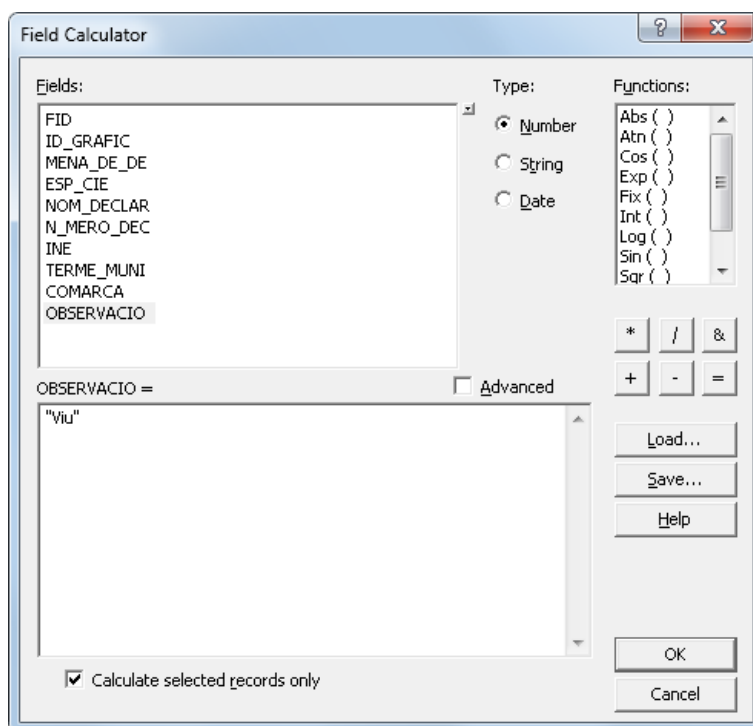 Field Calculator
Fields:
FID
ID_GRAFIC
MENA_DE_DE
ESP_CIE
NOM_DECLAR
N_MERO_DEC
INE
TERME_MUNI
COMARCA
OBSERVACIO
Type:
Number
String
Date
Functions:
Abs ( )
Atn ( )
Cos ( )
Exp ( )
Fix ( )
Int ( )
Log ( )
Sin ( )
Sqr ( )
* / &
+ - =
OBSERVACIO =
Advanced
"Viu"
Load...
Save...
Help
Calculate selected records only
OK
Cancel